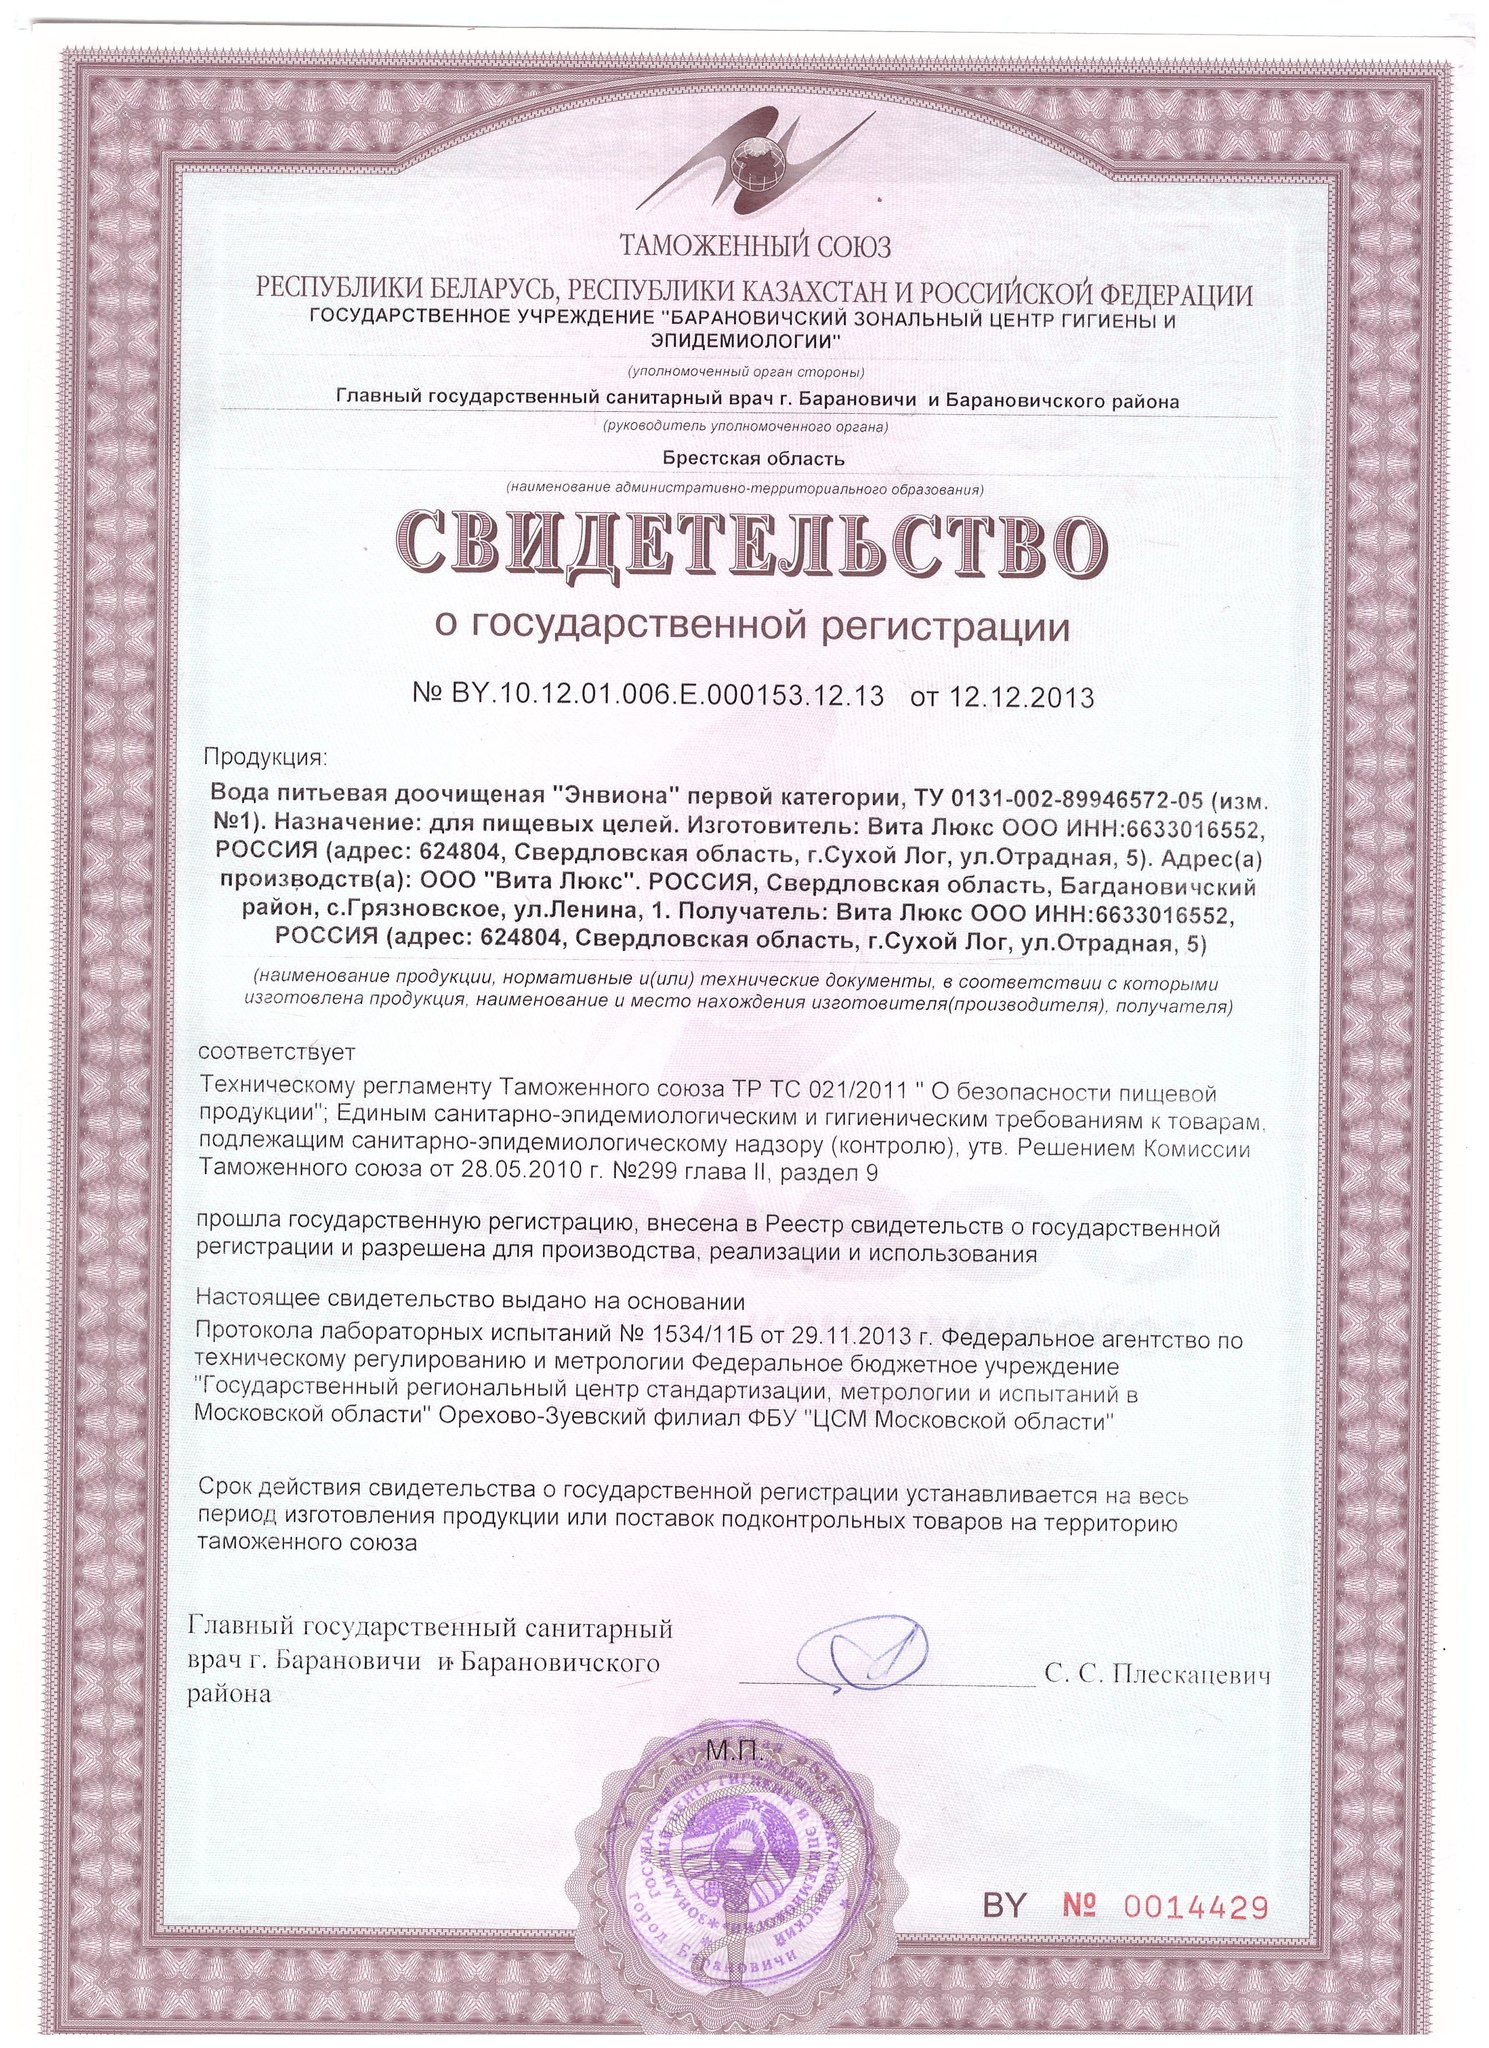 ТАМОЖЕННЫЙ СОЮЗ
РЕСПУБЛИКИ БЕЛАРУСЬ, РЕСПУБЛИКИ КАЗАХСТАН И РОССИЙСКОЙ ФЕДЕРАЦИИ
ГОСУДАРСТВЕННОЕ УЧРЕЖДЕНИЕ "БАРАНОВИЧСКИЙ ЗОНАЛЬНЫЙ ЦЕНТР ГИГИЕНЫ И
ЭПИДЕМИОЛОГИИ"
(уполномоченный орган стороны)
Главный государственный санитарный врач г. Барановичи и Барановичского района
(руководитель уполномоченного органа)
Брестская область
(наименование административно-территориального образования)
СВИДЕТЕЛЬСТВО
о государственной регистрации
№ BY.10.12.01.006.E.000153.12.13 от 12.12.2013
Продукция:
Вода питьевая доочищеная "Энвиона" первой категории, ТУ 0131-002-89946572-05 (изм.
№1). Назначение: для пищевых целей. Изготовитель: Вита Люкс ООО ИНН:6633016552,
РОССИЯ (адрес: 624804, Свердловская область, г.Сухой Лог, ул.Отрадная, 5). Адрес(а)
производств(а): ООО "Вита Люкс". РОССИЯ, Свердловская область, Багдановичский
район, с.Грязновское, ул.Ленина, 1. Получатель: Вита Люкс ООО ИНН:6633016552,
РОССИЯ (адрес: 624804, Свердловская область, г.Сухой Лог, ул.Отрадная, 5)
(наименование продукции, нормативные и(или) технические документы, в соответствии с которыми
изготовлена продукция, наименование и место нахождения изготовителя(производителя), получателя)
соответствует
Техническому регламенту Таможенного союза ТР ТС 021/2011 " О безопасности пищевой
продукции"; Единым санитарно-эпидемиологическим и гигиеническим требованиям к товарам,
подлежащим санитарно-эпидемиологическому надзору (контролю), утв. Решением Комиссии
Таможенного союза от 28.05.2010 г. №299 глава II, раздел 9
прошла государственную регистрацию, внесена в Реестр свидетельств о государственной
регистрации и разрешена для производства, реализации и использования
Настоящее свидетельство выдано на основании
Протокола лабораторных испытаний № 1534/11Б от 29.11.2013 г. Федеральное агентство по
техническому регулированию и метрологии Федеральное бюджетное учреждение
"Государственный региональный центр стандартизации, метрологии и испытаний в
Московской области" Орехово-Зуевский филиал ФБУ "ЦСМ Московской области"
Срок действия свидетельства о государственной регистрации устанавливается на весь
период изготовления продукции или поставок подконтрольных товаров на территорию
таможенного союза
Главный государственный санитарный
врач г. Барановичи и Барановичского
района
С. С. Плескацевич
М.П.
ГОСУДАРСТВЕННОЕ УЧРЕЖДЕНИЕ БАРАНОВИЧСКИЙ
ЗОНАЛЬНЫЙ ЦЕНТР ГИГИЕНЫ И ЭПИДЕМИОЛОГИИ
город Барановичи
BY № 0014429